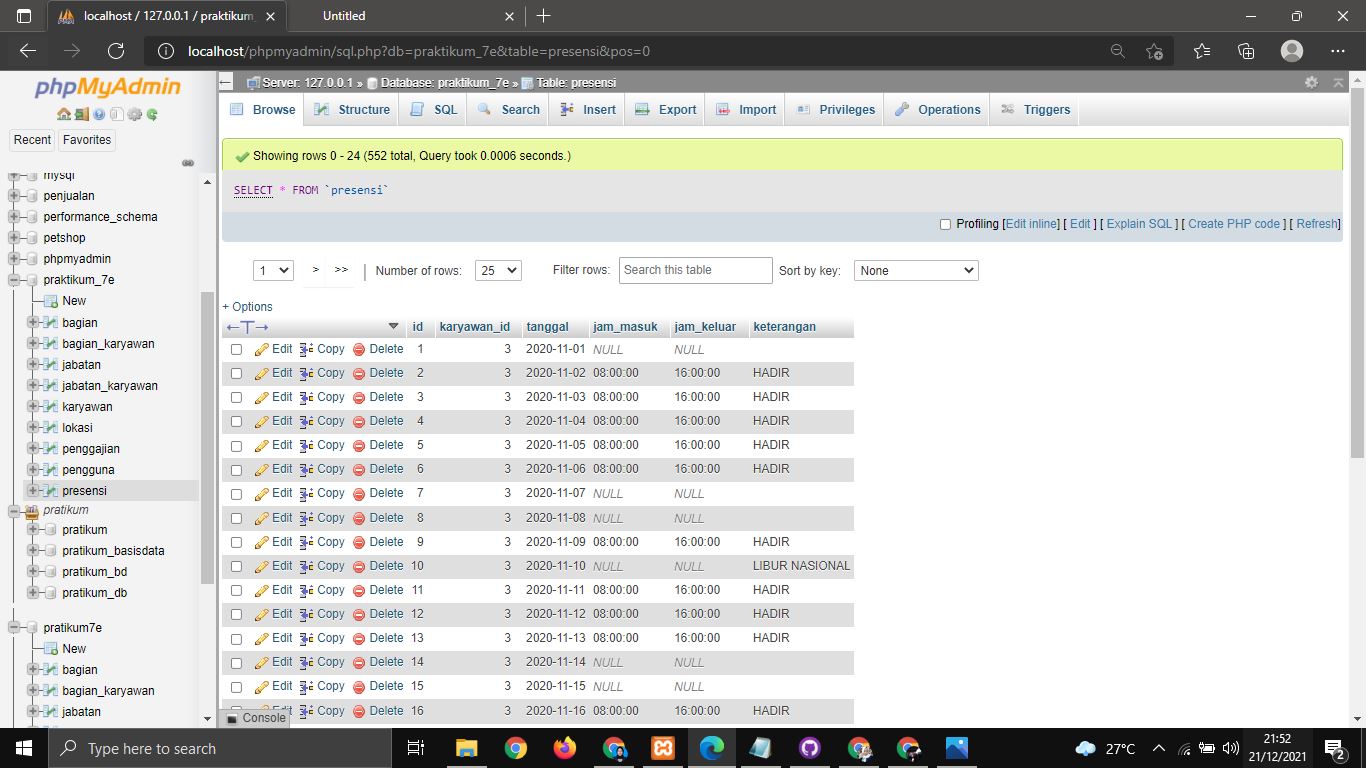 localhost / 127.0.0.1 / praktikum_
Untitled
localhost/phpmyadmin/sql.php?db=praktikum_7e&table=presensi&pos=0
phpMyAdmin
Recent Favorites
mysql
penjualan
performance_schema
petshop
phpmyadmin
praktikum_7e
New
bagian
bagian_karyawan
jabatan
jabatan_karyawan
karyawan
lokasi
penggajian
pengguna
presensi
pratikum
pratikum
pratikum_basisdata
pratikum_bd
pratikum_db
pratikum7e
New
bagian
bagian_karyawan
jabatan
Server: 127.0.0.1 » Database: praktikum_7e » Table: presensi
Browse Structure SQL Search Insert Export Import Privileges Operations Triggers
Showing rows 0 - 24 (552 total, Query took 0.0006 seconds.)
SELECT * FROM `presensi`
Profiling [Edit inline] [ Edit ] [ Explain SQL ] [ Create PHP code ] [ Refresh]
1 > >> | Number of rows: 25 Filter rows: Search this table Sort by key: None
+ Options
←T→ id karyawan_id tanggal jam_masuk jam_keluar keterangan
Edit Copy Delete 1 3 2020-11-01 NULL NULL
Edit Copy Delete 2 3 2020-11-02 08:00:00 16:00:00 HADIR
Edit Copy Delete 3 3 2020-11-03 08:00:00 16:00:00 HADIR
Edit Copy Delete 4 3 2020-11-04 08:00:00 16:00:00 HADIR
Edit Copy Delete 5 3 2020-11-05 08:00:00 16:00:00 HADIR
Edit Copy Delete 6 3 2020-11-06 08:00:00 16:00:00 HADIR
Edit Copy Delete 7 3 2020-11-07 NULL NULL
Edit Copy Delete 8 3 2020-11-08 NULL NULL
Edit Copy Delete 9 3 2020-11-09 08:00:00 16:00:00 HADIR
Edit Copy Delete 10 3 2020-11-10 NULL NULL LIBUR NASIONAL
Edit Copy Delete 11 3 2020-11-11 08:00:00 16:00:00 HADIR
Edit Copy Delete 12 3 2020-11-12 08:00:00 16:00:00 HADIR
Edit Copy Delete 13 3 2020-11-13 08:00:00 16:00:00 HADIR
Edit Copy Delete 14 3 2020-11-14 NULL NULL
Edit Copy Delete 15 3 2020-11-15 NULL NULL
Edit Copy Delete 16 3 2020-11-16 08:00:00 16:00:00 HADIR
Console
Type here to search
27°C
21:52
21/12/2021
2